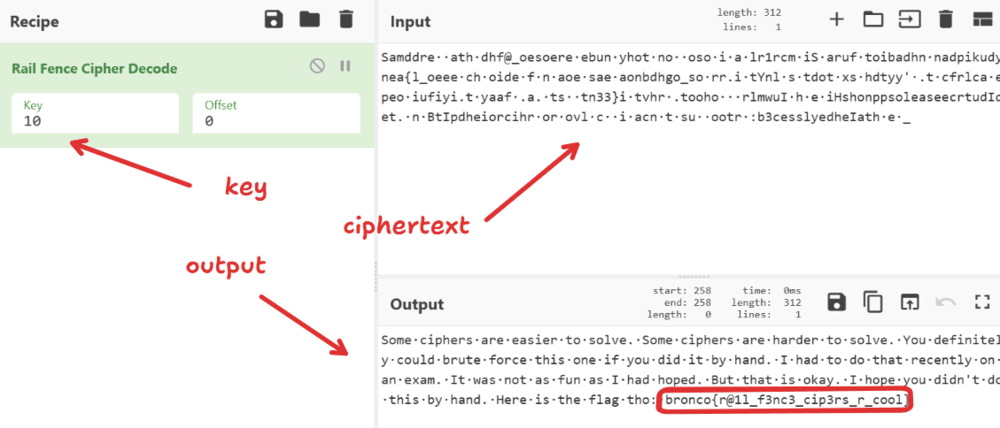 Recipe
Rail Fence Cipher Decode
Key
10
Offset
0
key
ciphertext
output
Input
length: 312
lines: 1
Samddre··ath·dhf@_oesoere·ebun·yhot·no··oso·i·a·lr1rcm·iS·aruf·toibadhn·nadpikudy
nea{l_oeee·ch·oide·f·n·aoe·sae·aonbdhgo_so·rr.i·tYnl·s·tdot·xs·hdtyy'·.t·cfrlca·e
peo·iufiyi.t·yaaf·.a.·ts··tn33}i·tvhr·.tooho···rlmwuI·h·e·iHshonppsoleaseecrtudId
et.·n·BtIpdheiorcihr·or·ovl·c··i·acn·t·su··ootr·:b3cesslyedheIath·e·_
Output
start: 258
end: 258
length: 0
time: 0ms
length: 312
lines: 1
Some·ciphers·are·easier·to·solve.·Some·ciphers·are·harder·to·solve.·You·definitel
y·could·brute·force·this·one·if·you·did·it·by·hand.·I·had·to·do·that·recently·on·
an·exam.·It·was·not·as·fun·as·I·had·hoped.·But·that·is·okay.·I·hope·you·didn't·do·
this·by·hand.·Here·is·the·flag·tho:·bronco{r@1l_f3nc3_cip3rs_r_cool}